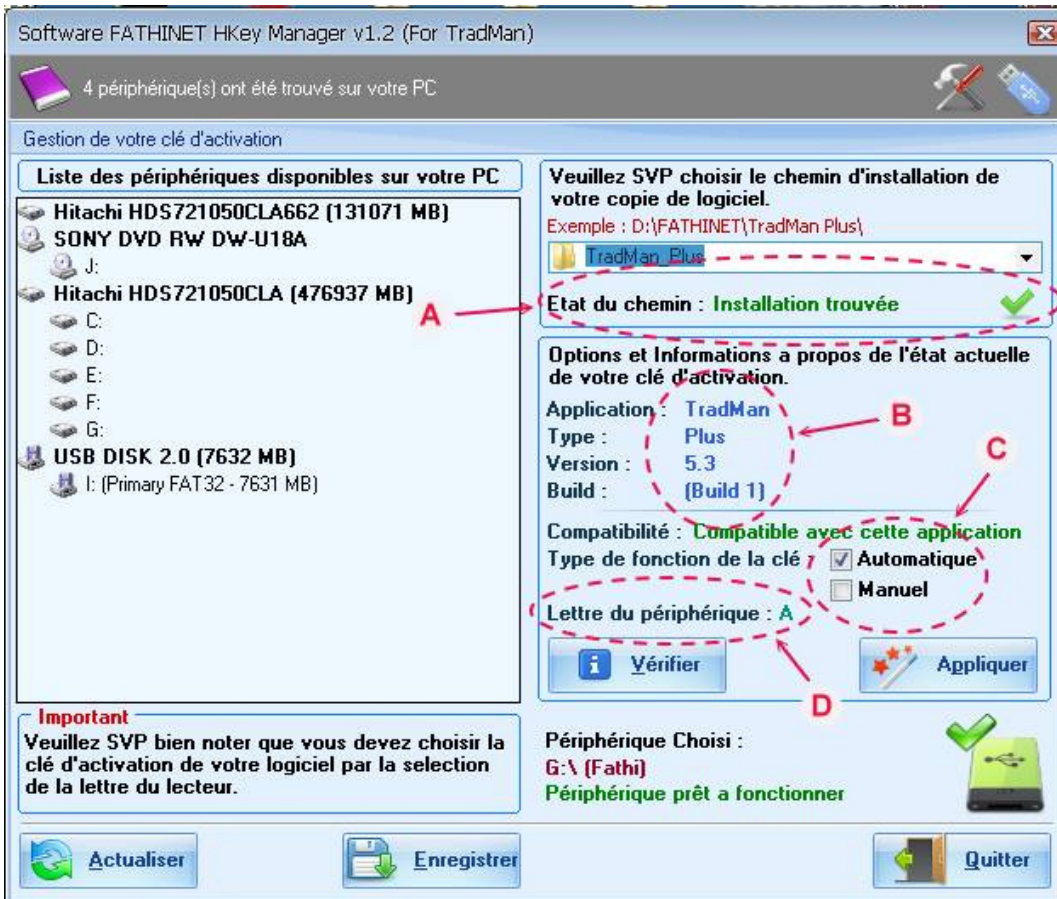 Software FATHINET HKey Manager v1.2 (For TradMan)
4 périphérique(s) ont été trouvé sur votre PC
Gestion de votre clé d'activation
Liste des périphériques disponibles sur votre PC
Hitachi HDS721050CLA662 (131071 MB)
SONY DVD RW DW-U18A
J:
Hitachi HDS721050CLA (476937 MB)
C:
D:
E:
F:
G:
USB DISK 2.0 (7632 MB)
I: (Primary FAT32 - 7631 MB)
Important
Veuillez SVP bien noter que vous devez choisir la
clé d'activation de votre logiciel par la selection
de la lettre du lecteur.
Veuillez SVP choisir le chemin d'installation de
votre copie de logiciel.
Exemple : D:\FATHINET\TradMan Plus\
TradMan_Plus
A
Etat du chemin : Installation trouvée
Options et Informations a propos de l'état actuelle
de votre clé d'activation.
Application : TradMan
B
Type : Plus
Version : 5.3
C
Build : (Build 1)
Compatibilité : Compatible avec cette application
Type de fonction de la clé : Automatique
Manuel
Lettre du périphérique : A
Vérifier
Appliquer
D
Périphérique Choisi :
G:\ (Fathi)
Périphérique prêt a fonctionner
Actualiser
Enregistrer
Quitter